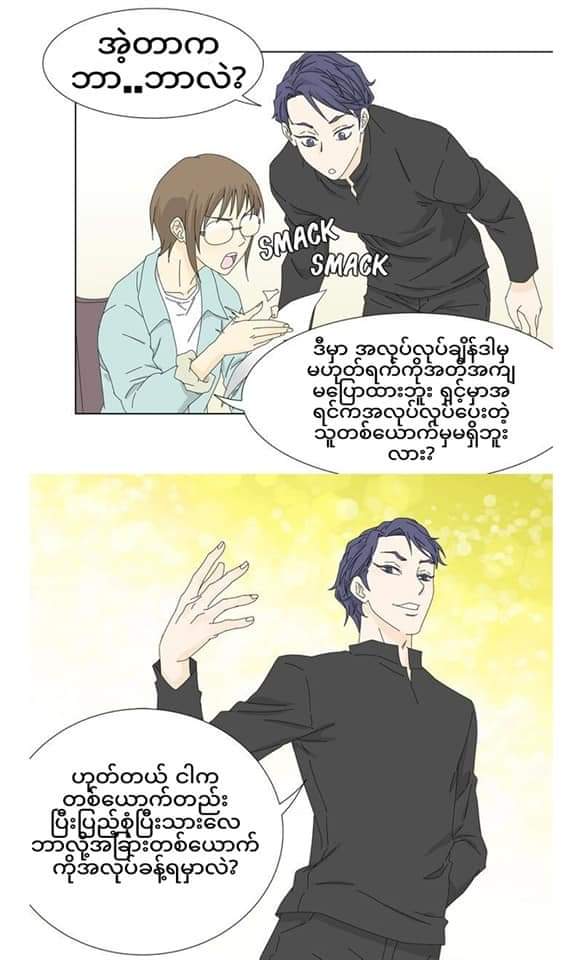 အဲ့တာက
ဘာ..ဘာလဲ?
SMACK
SMACK
ဒီမှာ အလုပ်လုပ်ချိန်ဒါမှ
မဟုတ်ရက်ကိုအတိအကျ
မပြောထားဘူး ရှင့်မှာအ
ရင်ကအလုပ်လုပ်ပေးတဲ့
သူတစ်ယောက်မှမရှိဘူး
လား?
ဟုတ်တယ် ငါက
တစ်ယောက်တည်း
ပြီးပြည့်စုံပြီးသားလေ
ဘာလို့အခြားတစ်ယောက်
ကိုအလုပ်ခန့်ရမှာလဲ?